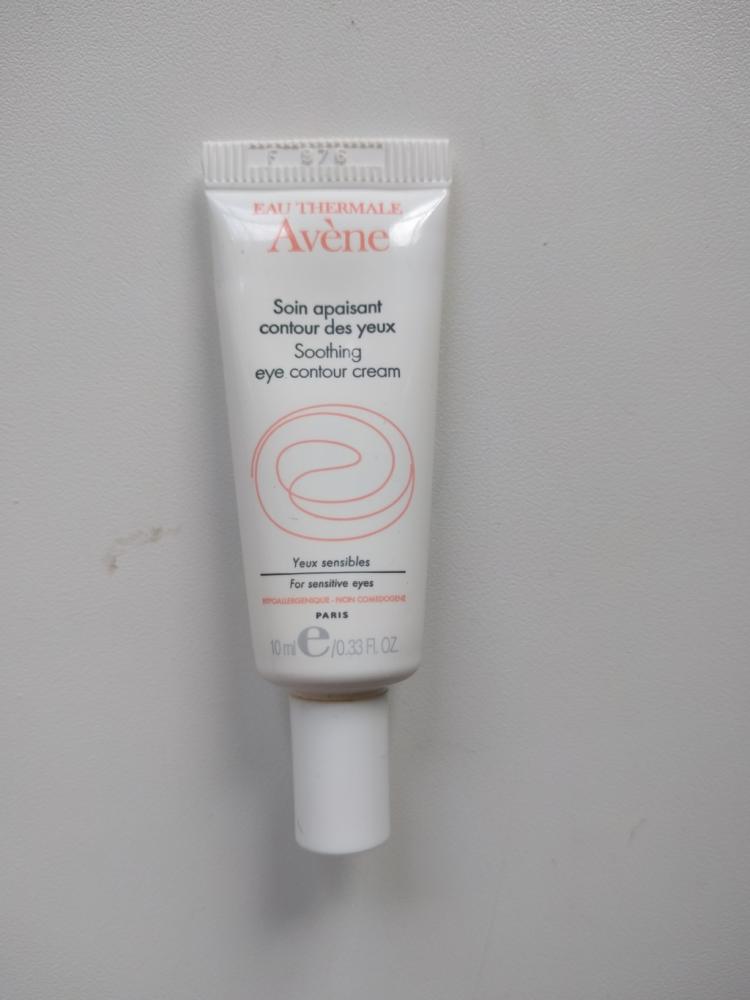 F 976
EAU THERMALE
Avène
Soin apaisant
contour des yeux
Soothing
eye contour cream
Yeux sensibles
For sensitive eyes
HYPOALLERGENIQUE - NON COMEDOGENE
PARIS
10 ml e/0.33 FL. OZ.